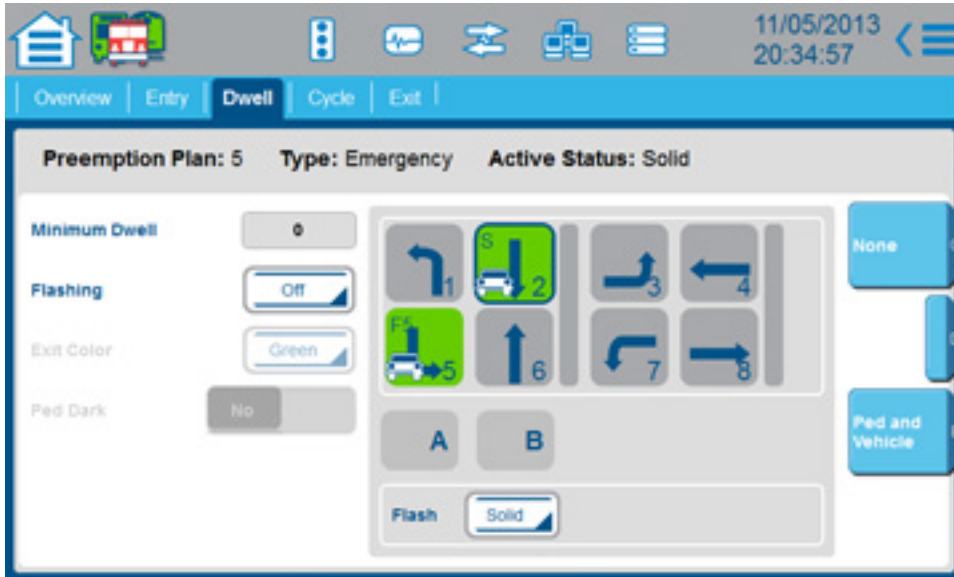 11/05/2013
20:34:57
Overview Entry Dwell Cycle Exit
Preemption Plan: 5 Type: Emergency Active Status: Solid
Minimum Dwell 0
Flashing Off
Exit Color Green
Ped Dark No
1 S 2 3 4
F5 5 6 7 8
A B
Flash Solid
None
Ped and
Vehicle